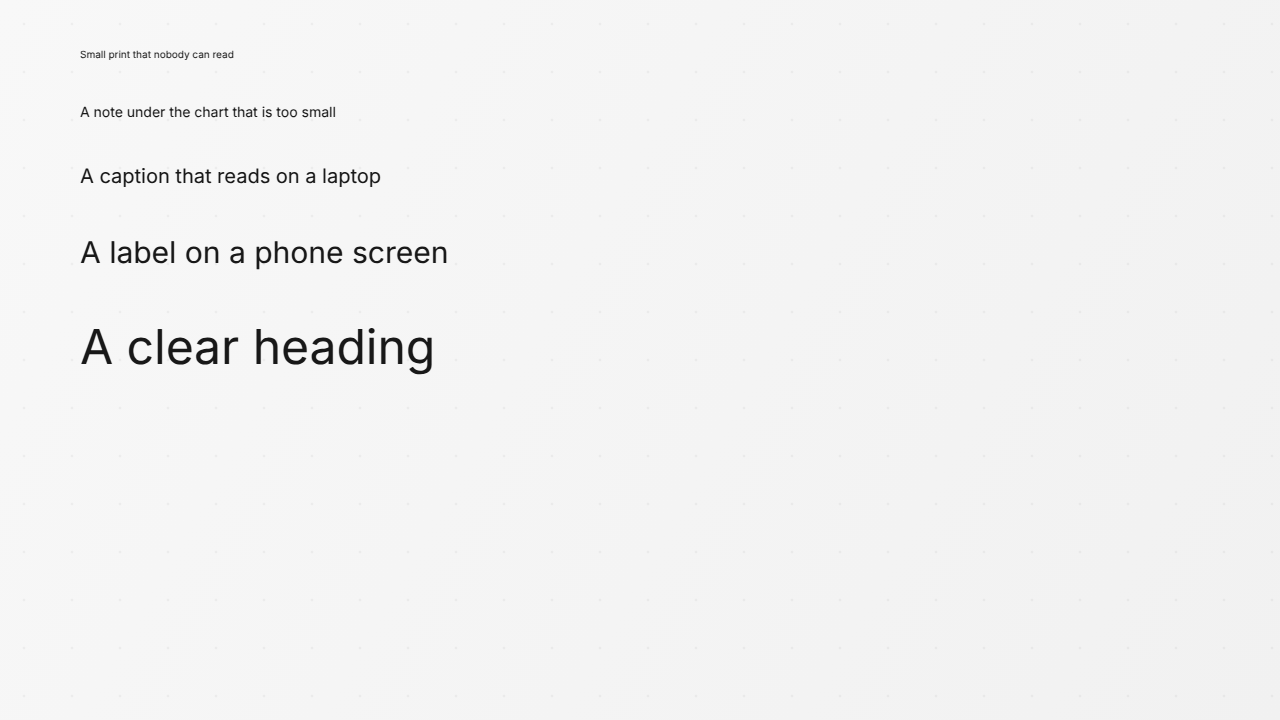 Small print that nobody can read
A note under the chart that is too small
A caption that reads on a laptop
A label on a phone screen
A clear heading